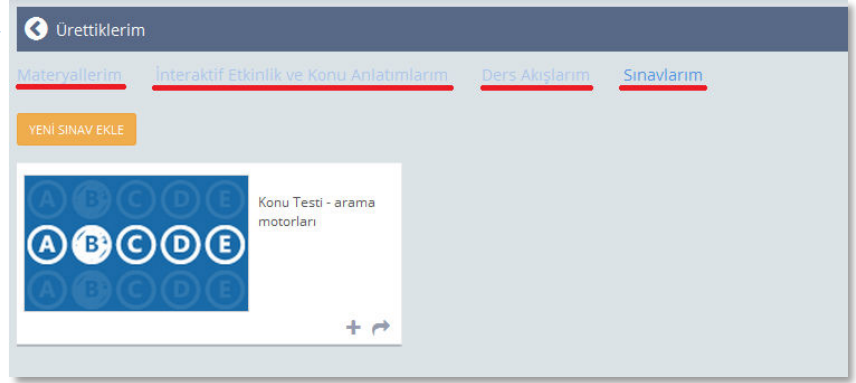 Ürettiklerim
Materyallerim İnteraktif Etkinlik ve Konu Anlatımlarım Ders Akışlarım Sınavlarım
YENİ SINAV EKLE
A B C D E
A B C D E
A B C D E
Konu Testi - arama
motorları